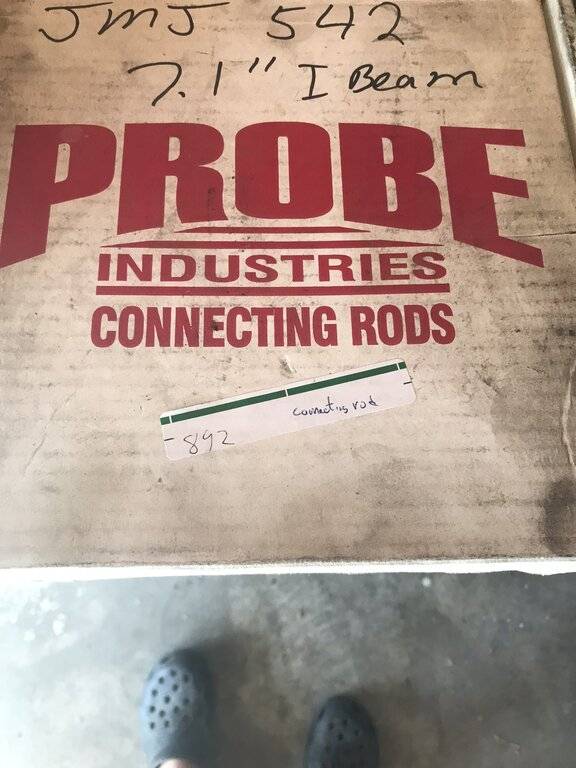 JMJ 542
7.1" I Beam
PROBE
INDUSTRIES
CONNECTING RODS
connecting rod
892